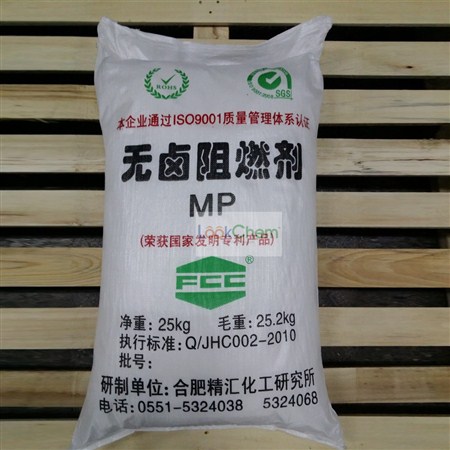 ROHS
SGS
本企业通过ISO9001质量管理体系认证
无卤阻燃剂
MP
LookChem
(荣获国家发明专利产品)
FCC®
净重:25kg 毛重:25.2kg
执行标准:Q/JHC002-2010
批号:
研制单位:合肥精汇化工研究所
电话:0551-5324038 5324068